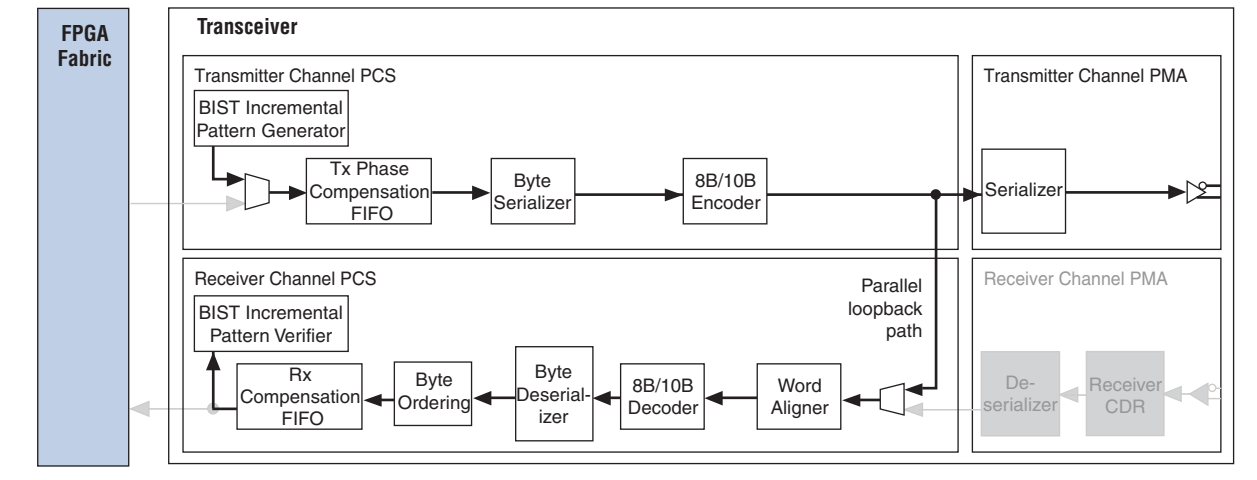 FPGA
Fabric
Transceiver
Transmitter Channel PCS
BIST Incremental
Pattern Generator
Tx Phase
Compensation
FIFO
Byte
Serializer
8B/10B
Encoder
Transmitter Channel PMA
Serializer
Receiver Channel PCS
BIST Incremental
Pattern Verifier
Rx
Compensation
FIFO
Byte
Ordering
Byte
Deserial-
izer
8B/10B
Decoder
Word
Aligner
Parallel
loopback
path
Receiver Channel PMA
De-
serializer
Receiver
CDR